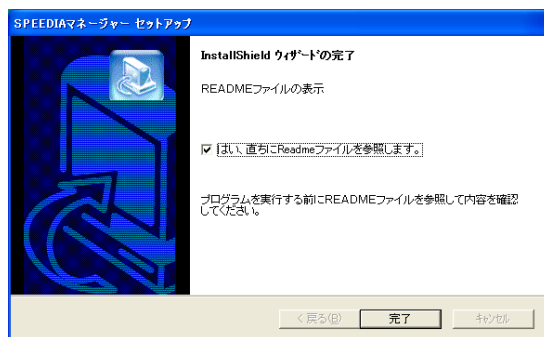 SPEEDIAマネージャー セットアップ
InstallShield ウィザードの完了
READMEファイルの表示
はい、直ちにReadmeファイルを参照します。
プログラムを実行する前にREADMEファイルを参照して内容を確認
してください。
< 戻る(B)
完了
キャンセル